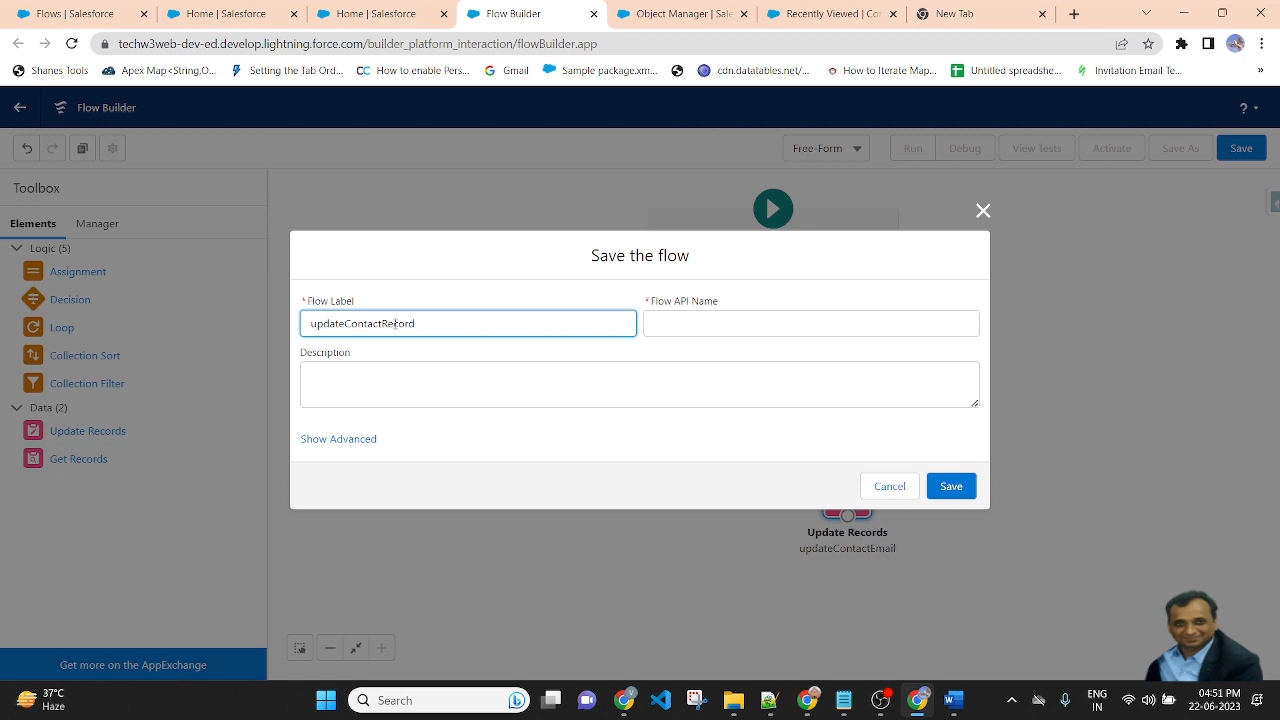 Flows | Salesforce
Home | Salesforce
Home | Salesforce
Flow Builder
Object Manager | Sale
Recently Viewed | Co
New Tab
techw3web-dev-ed.develop.lightning.force.com/builder_platform_interaction/flowBuilder.app
Shanes Tools
Apex Map<String,O...
Setting the Tab Ord...
CC How to enable Pers...
Gmail
Sample package.xm...
cdn.datatables.net/...
How to Iterate Map...
Untitled spreadshe...
Invitation Email Te...
»
Flow Builder
?
Free-Form
Run
Debug
View Tests
Activate
Save As
Save
Toolbox
Elements
Manager
Logic (5)
Assignment
Decision
Loop
Collection Sort
Collection Filter
Data (2)
Update Records
Get Records
Get more on the AppExchange
Save the flow
* Flow Label
* Flow API Name
updateContactRecord
Description
Show Advanced
Cancel
Save
Update Records
updateContactEmail
37°C
Haze
Search
ENG
IN
04:51 PM
22-06-2023